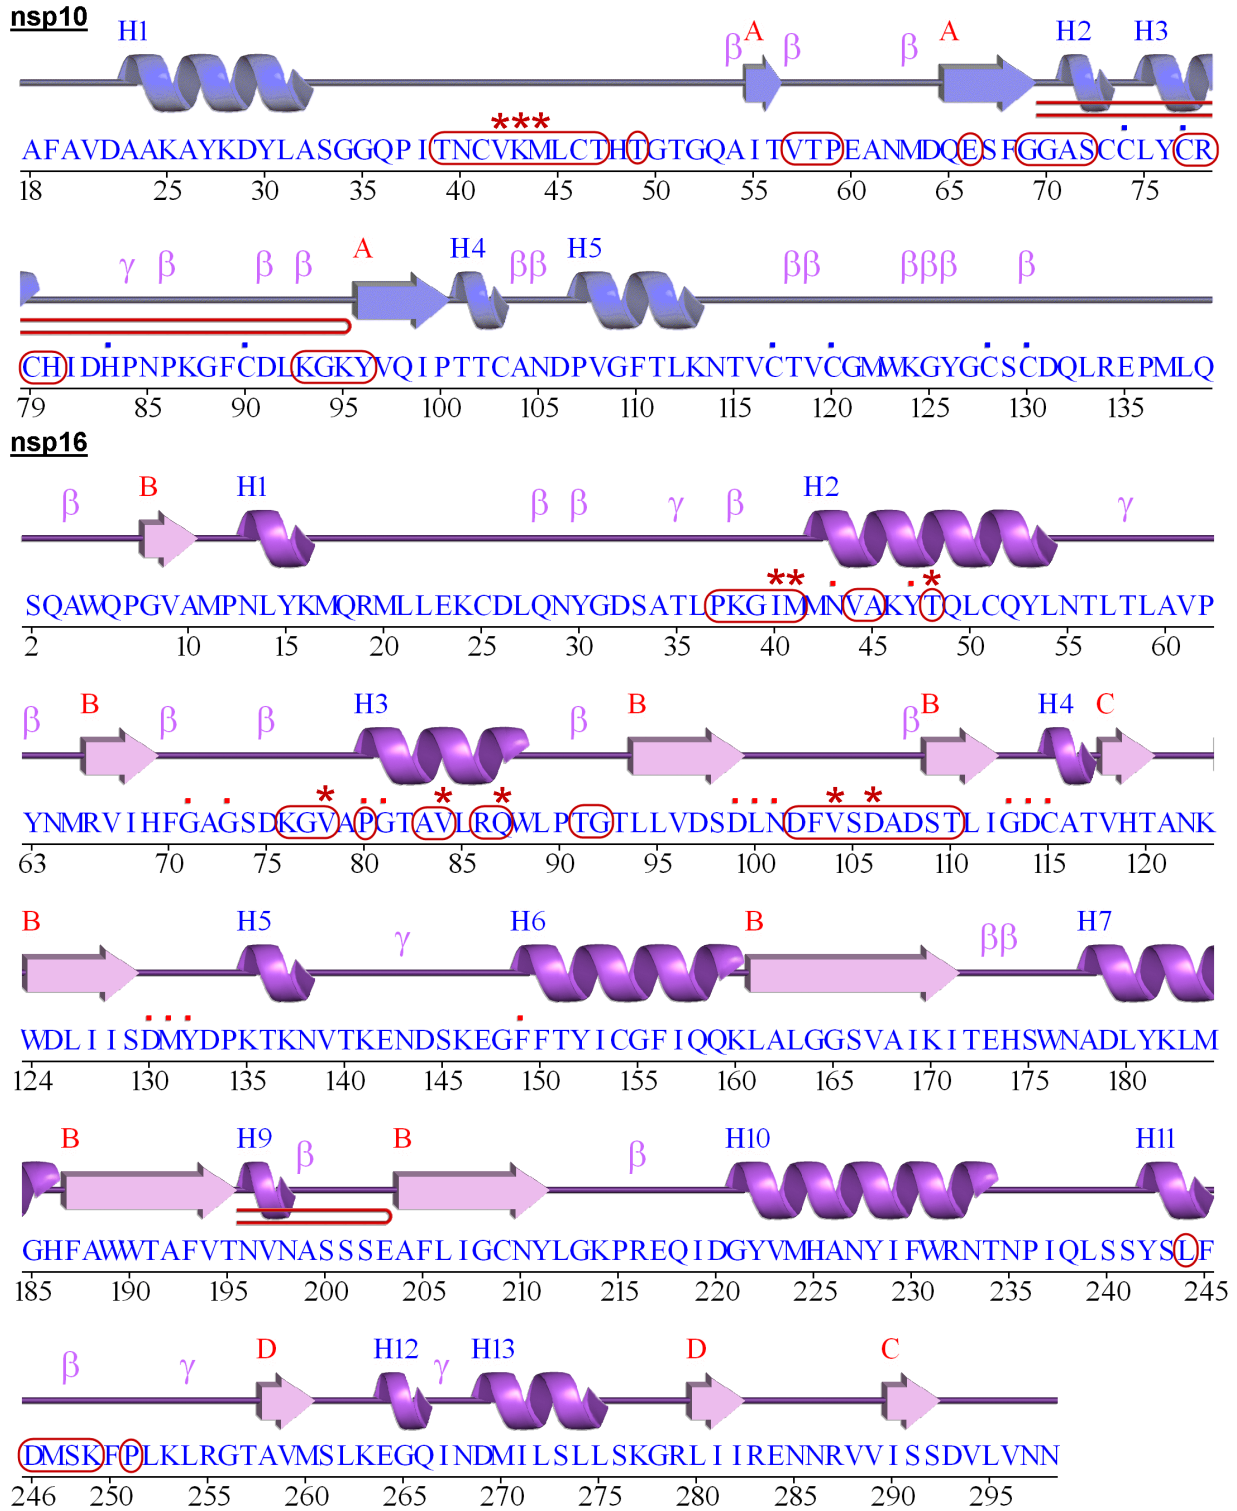 nsp10
H1 β A β β A H2 H3
*** 
AFAVDAAKAYKDYLASGGQPITNCVKMLCTHTGTGQAITVTPEANMDQESFGGASCCLYCR
18 25 30 35 40 45 50 55 60 65 70 75
γ β β β A H4 ββ H5 ββ βββ β
CHIDHPNPKGFCDLKGKYVQIPTTCANDPVGFTLKNTVCTVCGMWKGYGCSCDQLREPMLQ
79 85 90 95 100 105 110 115 120 125 130 135
nsp16
β B H1 β β γ β H2 γ
** *
SQAWQPGVAMPNLYKMQRMLLEKCDLQNYGDSATLPKGIMMNVAKYTQLCQYLNTLTLAVP
2 10 15 20 25 30 35 40 45 50 55 60
β B β β H3 β B β B H4 C
* * * * *
YNMRVIHFGAGSDKGVAPGTAVLRQWLPTGTLLVDSDLNDFVSDADSTLIGDCATVHTANK
63 70 75 80 85 90 95 100 105 110 115 120
B H5 γ H6 B ββ H7
WDLIISDMYDPKTKNVTKENDSKEGFFTYICGFIQQKLALGGSVAIKITEHSWNADLYKLM
124 130 135 140 145 150 155 160 165 170 175 180
B H9 β B β H10 H11
GHFAWWTAFVTNVNASSSEAFLIGCNYLGKPREQIDGYVMHANYIFWRNTNPIQLSSYSLF
185 190 195 200 205 210 215 220 225 230 235 240 245
β γ D H12 γ H13 D C
DMSKFPLKLRGTAVMSLKEGQINDMILSLLSKGRLIIRENNRVVISSDVLVNN
246 250 255 260 265 270 275 280 285 290 295